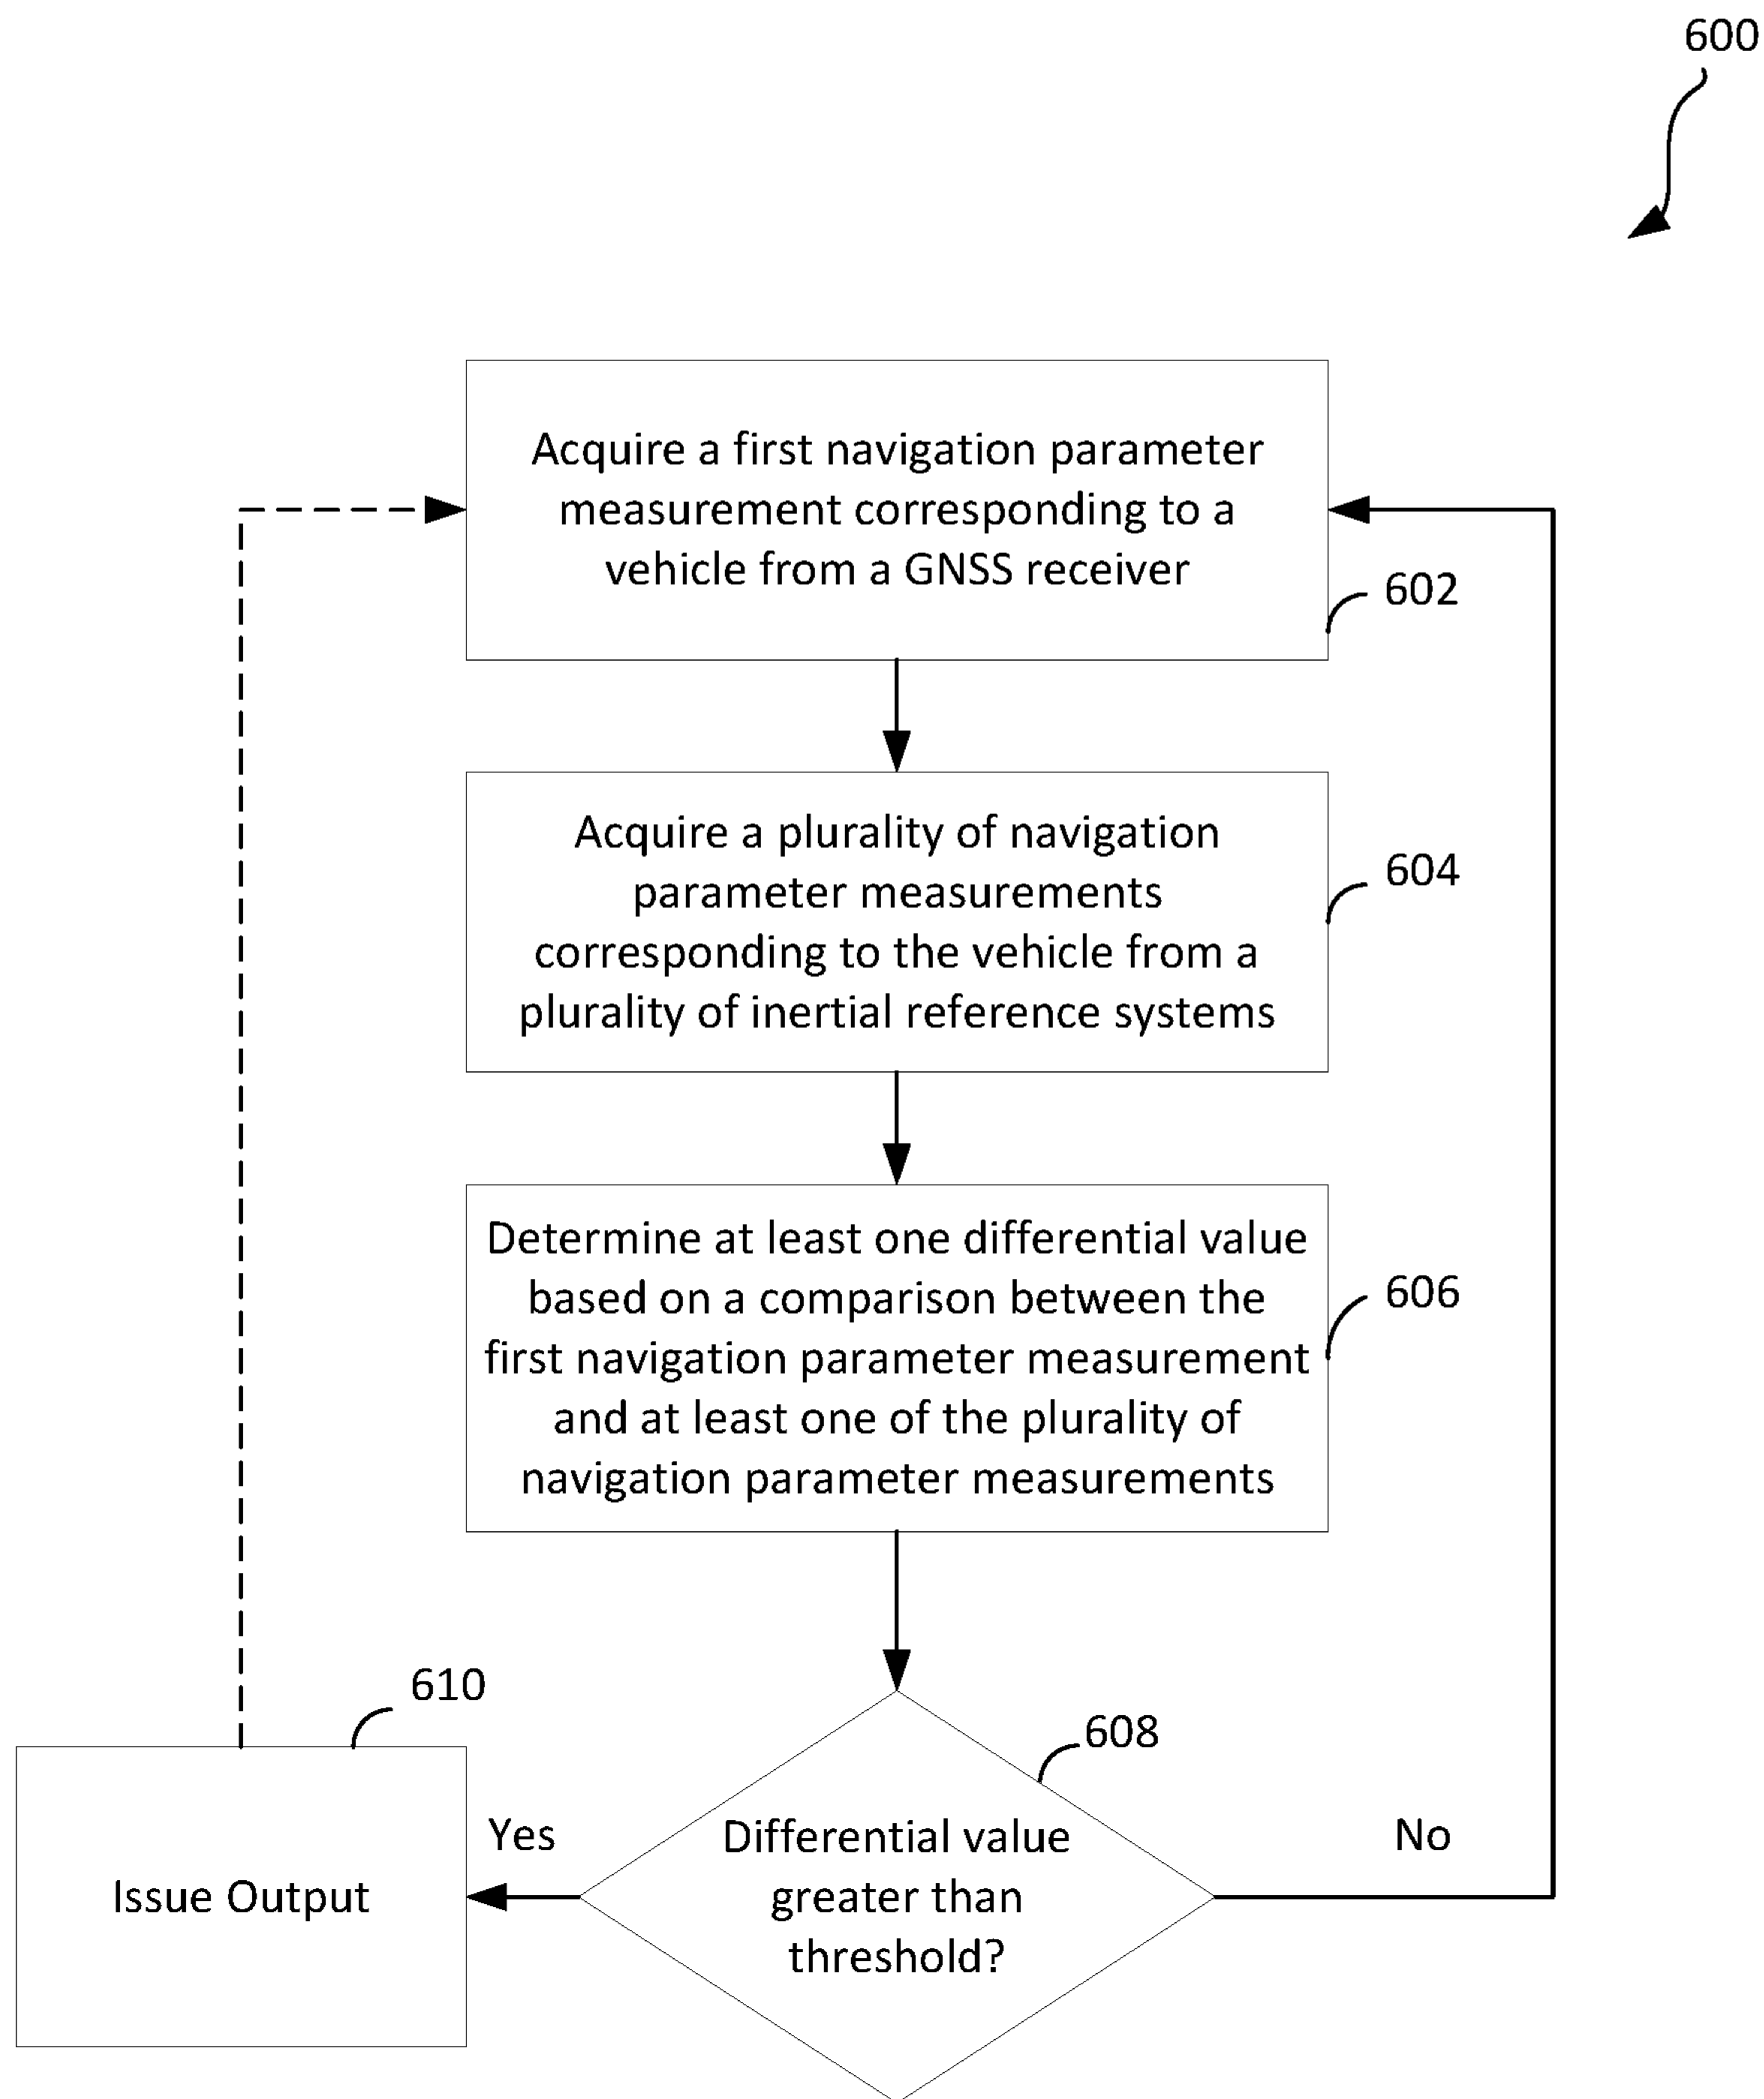 600
Acquire a first navigation parameter
measurement corresponding to a
vehicle from a GNSS receiver
602
Acquire a plurality of navigation
parameter measurements
corresponding to the vehicle from a
plurality of inertial reference systems
604
Determine at least one differential value
based on a comparison between the
first navigation parameter measurement
and at least one of the plurality of
navigation parameter measurements
606
610
608
Yes
Differential value
greater than
threshold?
No
Issue Output